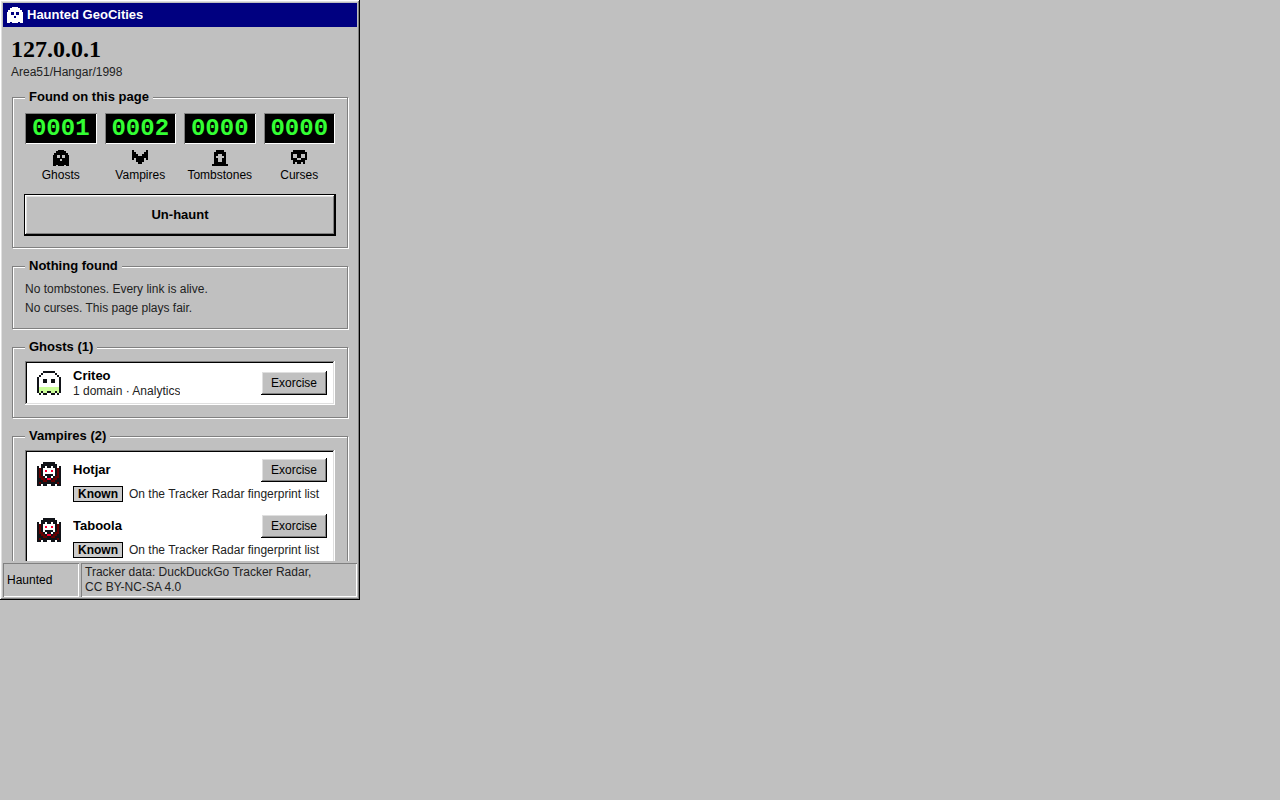 Haunted GeoCities
127.0.0.1
Area51/Hangar/1998
Found on this page
0001 0002 0000 0000
Ghosts Vampires Tombstones Curses
Un-haunt
Nothing found
No tombstones. Every link is alive.
No curses. This page plays fair.
Ghosts (1)
Criteo
1 domain · Analytics
Exorcise
Vampires (2)
Hotjar
Exorcise
Known On the Tracker Radar fingerprint list
Taboola
Exorcise
Known On the Tracker Radar fingerprint list
Haunted
Tracker data: DuckDuckGo Tracker Radar,
CC BY-NC-SA 4.0